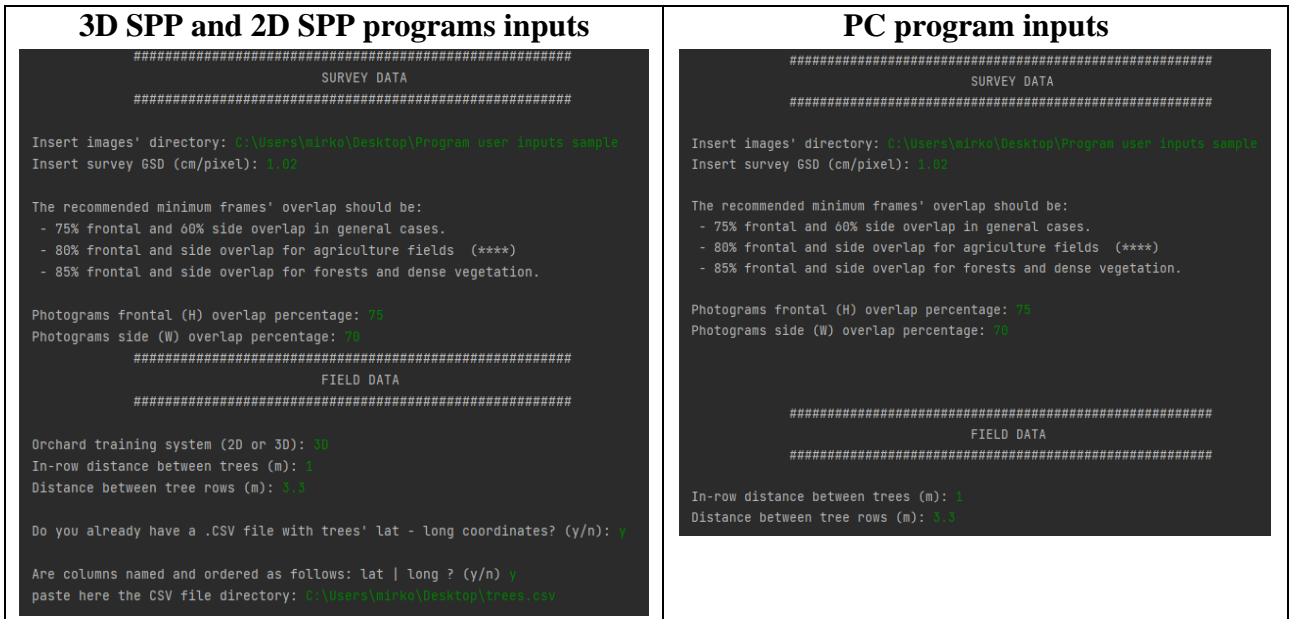 3D SPP and 2D SPP programs inputs
#########################################################
SURVEY DATA
#########################################################
Insert images' directory: C:\Users\mirko\Desktop\Program user inputs sample
Insert survey GSD (cm/pixel): 1.02
The recommended minimum frames' overlap should be:
- 75% frontal and 60% side overlap in general cases.
- 80% frontal and side overlap for agriculture fields (****)
- 85% frontal and side overlap for forests and dense vegetation.
Photograms frontal (H) overlap percentage: 75
Photograms side (W) overlap percentage: 70
#########################################################
FIELD DATA
#########################################################
Orchard training system (2D or 3D): 3D
In-row distance between trees (m): 1
Distance between tree rows (m): 3.3
Do you already have a .CSV file with trees' lat - long coordinates? (y/n): y
Are columns named and ordered as follows: lat | long ? (y/n) y
paste here the CSV file directory: C:\Users\mirko\Desktop\trees.csv
PC program inputs
#########################################################
SURVEY DATA
#########################################################
Insert images' directory: C:\Users\mirko\Desktop\Program user inputs sample
Insert survey GSD (cm/pixel): 1.02
The recommended minimum frames' overlap should be:
- 75% frontal and 60% side overlap in general cases.
- 80% frontal and side overlap for agriculture fields (****)
- 85% frontal and side overlap for forests and dense vegetation.
Photograms frontal (H) overlap percentage: 75
Photograms side (W) overlap percentage: 70
#########################################################
FIELD DATA
#########################################################
In-row distance between trees (m): 1
Distance between tree rows (m): 3.3